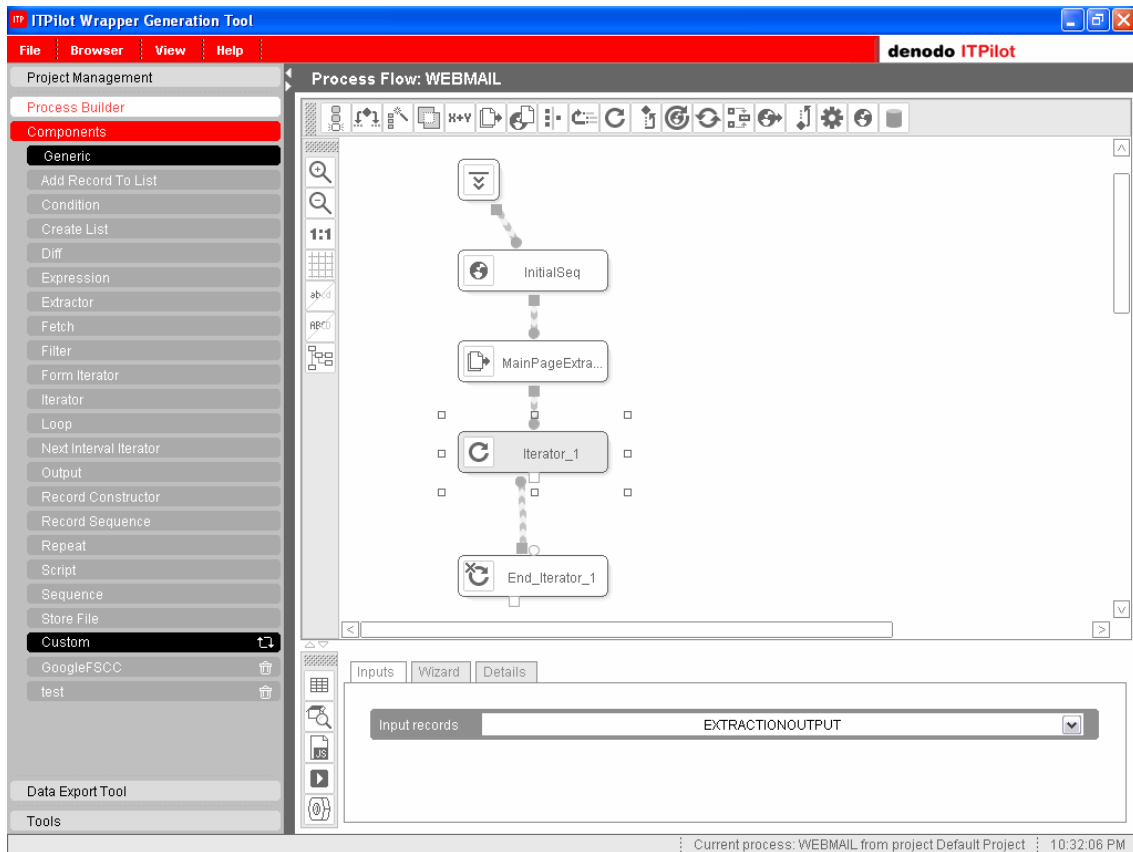 ITP ITPilot Wrapper Generation Tool
File Browser View Help denodo ITPilot
Project Management
Process Flow: WEBMAIL
Process Builder
Components
Generic
Add Record To List
Condition
Create List
Diff
Expression
Extractor
Fetch
Filter
Form Iterator
Iterator
Loop
Next Interval Iterator
Output
Record Constructor
Record Sequence
Repeat
Script
Sequence
Store File
Custom
GoogleFSCC
test
Data Export Tool
Tools
X+Y
1:1
abcd
ABCD
InitialSeq
MainPageExtra...
Iterator_1
End_Iterator_1
JS
Inputs Wizard Details
Input records EXTRACTIONOUTPUT
Current process: WEBMAIL from project Default Project 10:32:06 PM